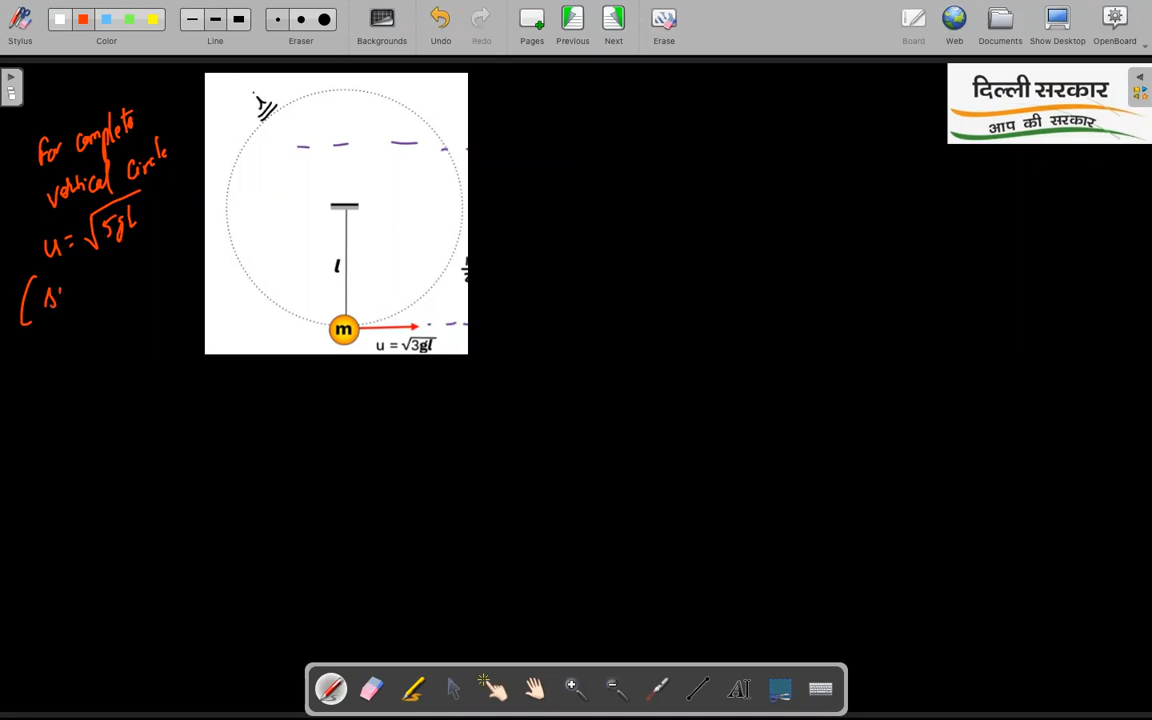 Stylus
Color
Line
Eraser
Backgrounds
Undo
Redo
Pages
Previous
Next
Erase
Board
Web
Documents
Show Desktop
OpenBoard
दिल्ली सरकार
आप की सरकार
for complete
vertical Circle
u = √5gl
l
m
u = √3gl